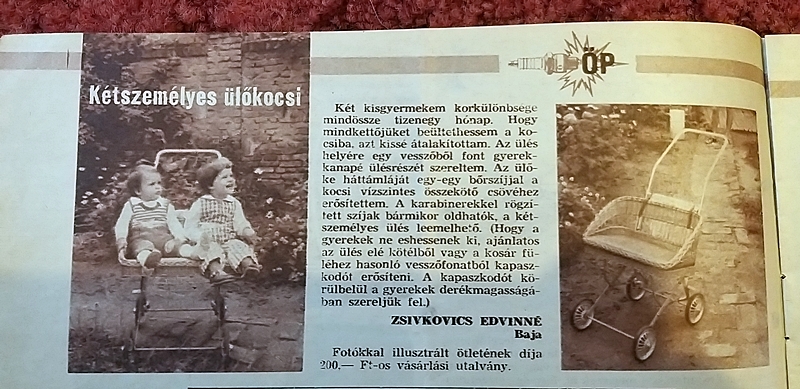 Kétszemélyes ülőkocsi
ŐP
Két kisgyermekem korkülönbsége
mindössze tizenegy hónap. Hogy
mindkettőjüket beültethessem a ko-
csiba, azt kissé átalakítottam. Az ülés
helyére egy vesszőből font gyerek-
kanapé ülésrészét szereltem. Az ülő-
ke háttámláját egy-egy bőrszíjjal a
kocsi vízszintes összekötő csövéhez
erősítettem. A karabinerekkel rögzí-
tett szíjak bármikor oldhatók, a két-
személyes ülés leemelhető. (Hogy a
gyerekek ne eshessenek ki, ajánlatos
az ülés elé kötélből vagy a kosár fü-
léhez hasonló vesszőfonatból kapasz-
kodót erősíteni. A kapaszkodót kö-
rülbelül a gyerekek derékmagasságá-
ban szereljük fel.)
ZSIVKOVICS EDVINNÉ
Baja
Fotókkal illusztrált ötletének díja
200,— Ft-os vásárlási utalvány.